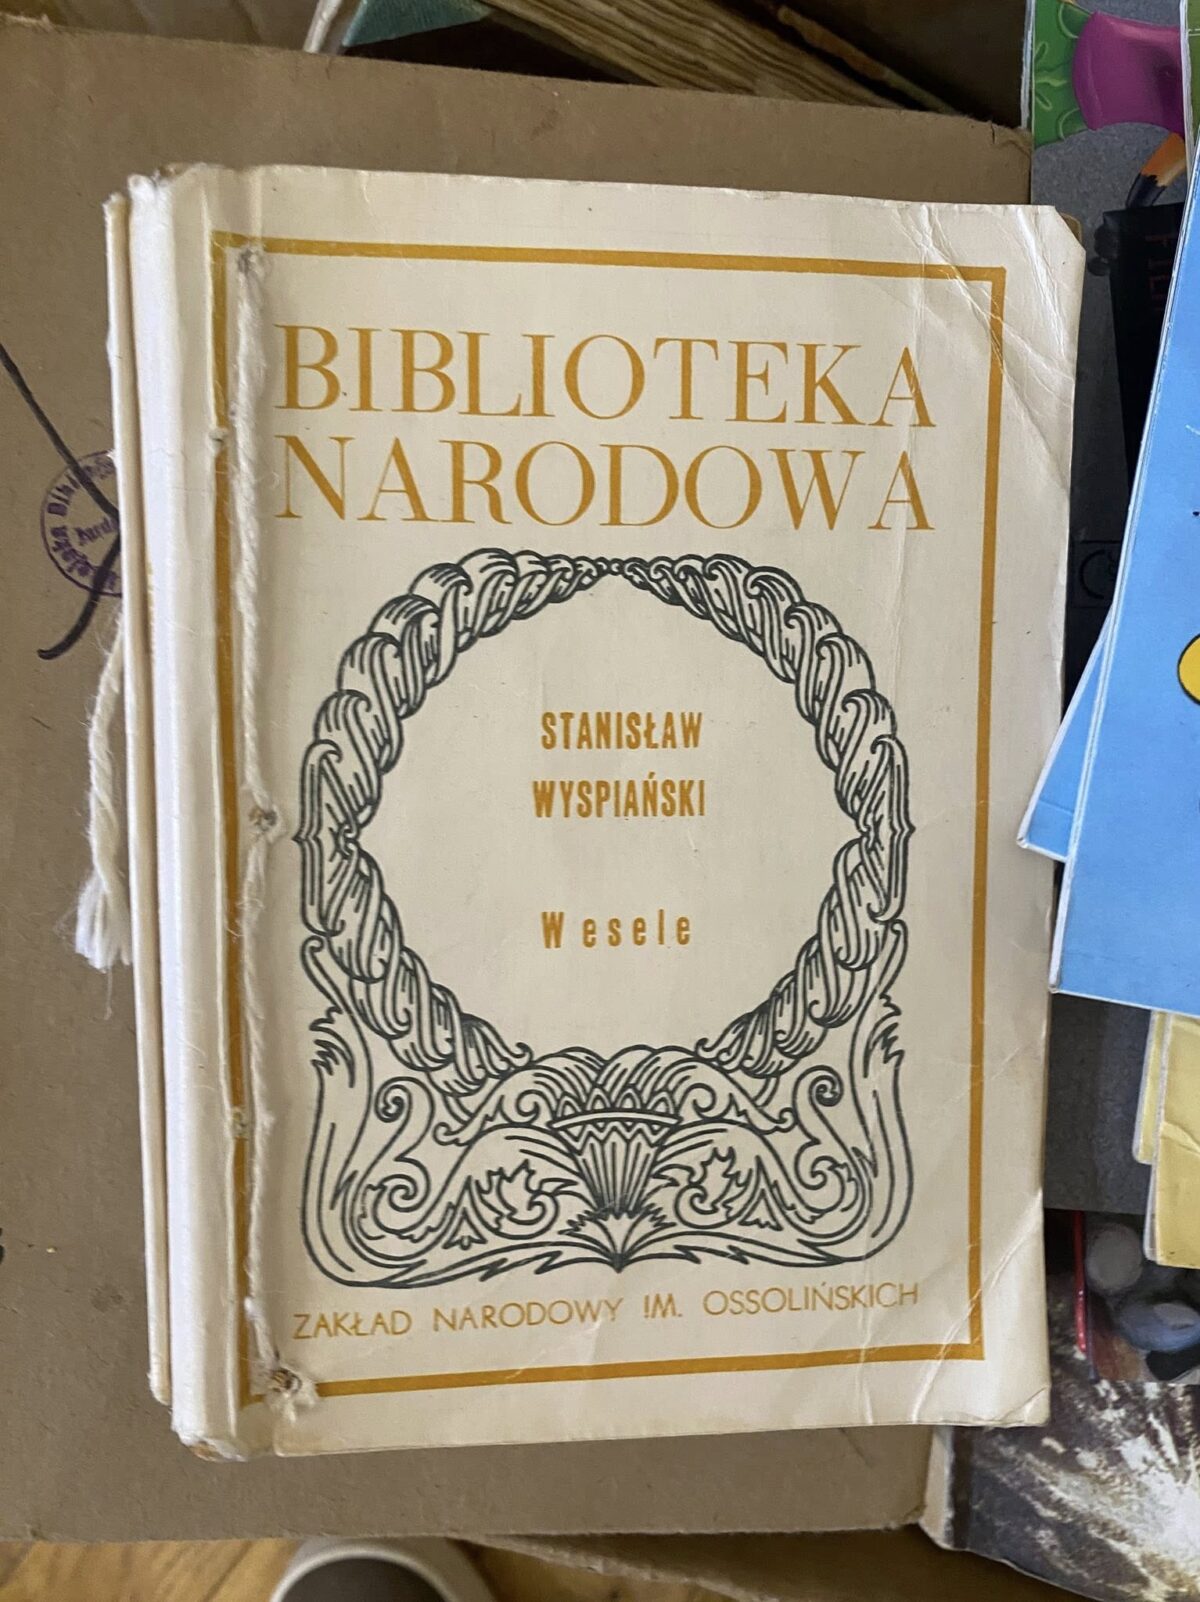 BIBLIOTEKA
NARODOWA
STANISŁAW
WYSPIAŃSKI
Wesele
ZAKŁAD NARODOWY IM. OSSOLIŃSKICH